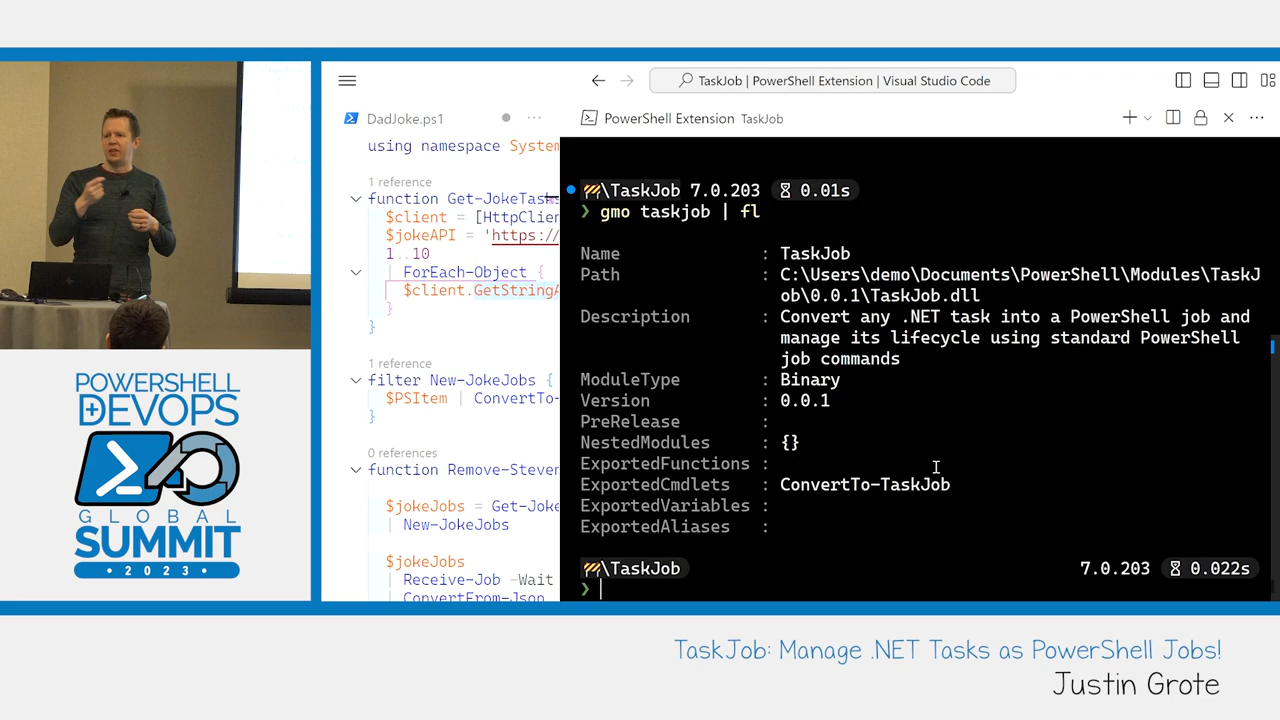 TaskJob | PowerShell Extension | Visual Studio Code
DadJoke.ps1
using namespace System
1 reference
function Get-JokeTasks
$client = [HttpClien
$jokeAPI = 'https://
1..10
| ForEach-Object {
$client.GetStringA
}
}
1 reference
filter New-JokeJobs {
$PSItem | ConvertTo-
}
0 references
function Remove-Steven
$jokeJobs = Get-Joke
| New-JokeJobs
$jokeJobs
| Receive-Job -Wait
| ConvertFrom-Json
PowerShell Extension TaskJob
\TaskJob 7.0.203 0.01s
❯ gmo taskjob | fl
Name : TaskJob
Path : C:\Users\demo\Documents\PowerShell\Modules\TaskJ
ob\0.0.1\TaskJob.dll
Description : Convert any .NET task into a PowerShell job and
manage its lifecycle using standard PowerShell
job commands
ModuleType : Binary
Version : 0.0.1
PreRelease :
NestedModules : {}
ExportedFunctions :
ExportedCmdlets : ConvertTo-TaskJob
ExportedVariables :
ExportedAliases :
\TaskJob 7.0.203 0.022s
❯
POWERSHELL
+DEVOPS
GLOBAL
SUMMIT
• 2023 •
TaskJob: Manage .NET Tasks as PowerShell Jobs!
Justin Grote